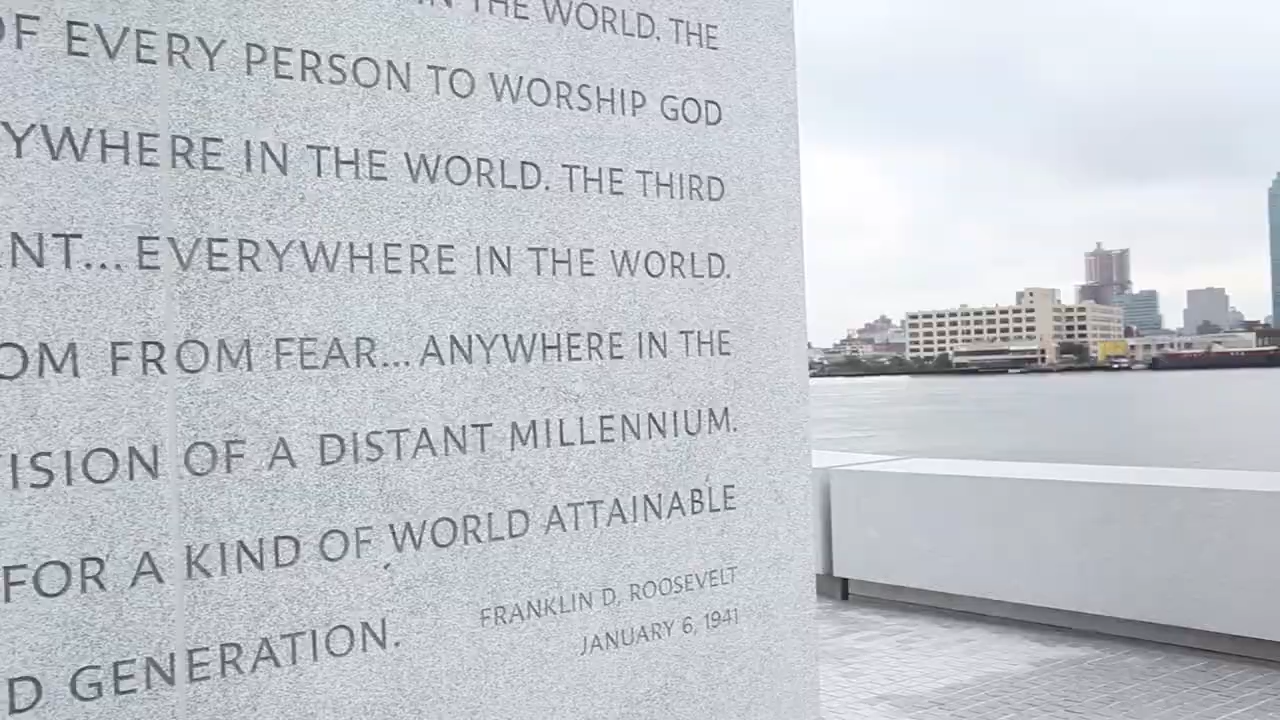 IN THE WORLD. THE
OF EVERY PERSON TO WORSHIP GOD
YWHERE IN THE WORLD. THE THIRD
NT... EVERYWHERE IN THE WORLD.
OM FROM FEAR... ANYWHERE IN THE
VISION OF A DISTANT MILLENNIUM.
FOR A KIND OF WORLD ATTAINABLE
D GENERATION.
FRANKLIN D. ROOSEVELT
JANUARY 6, 1941